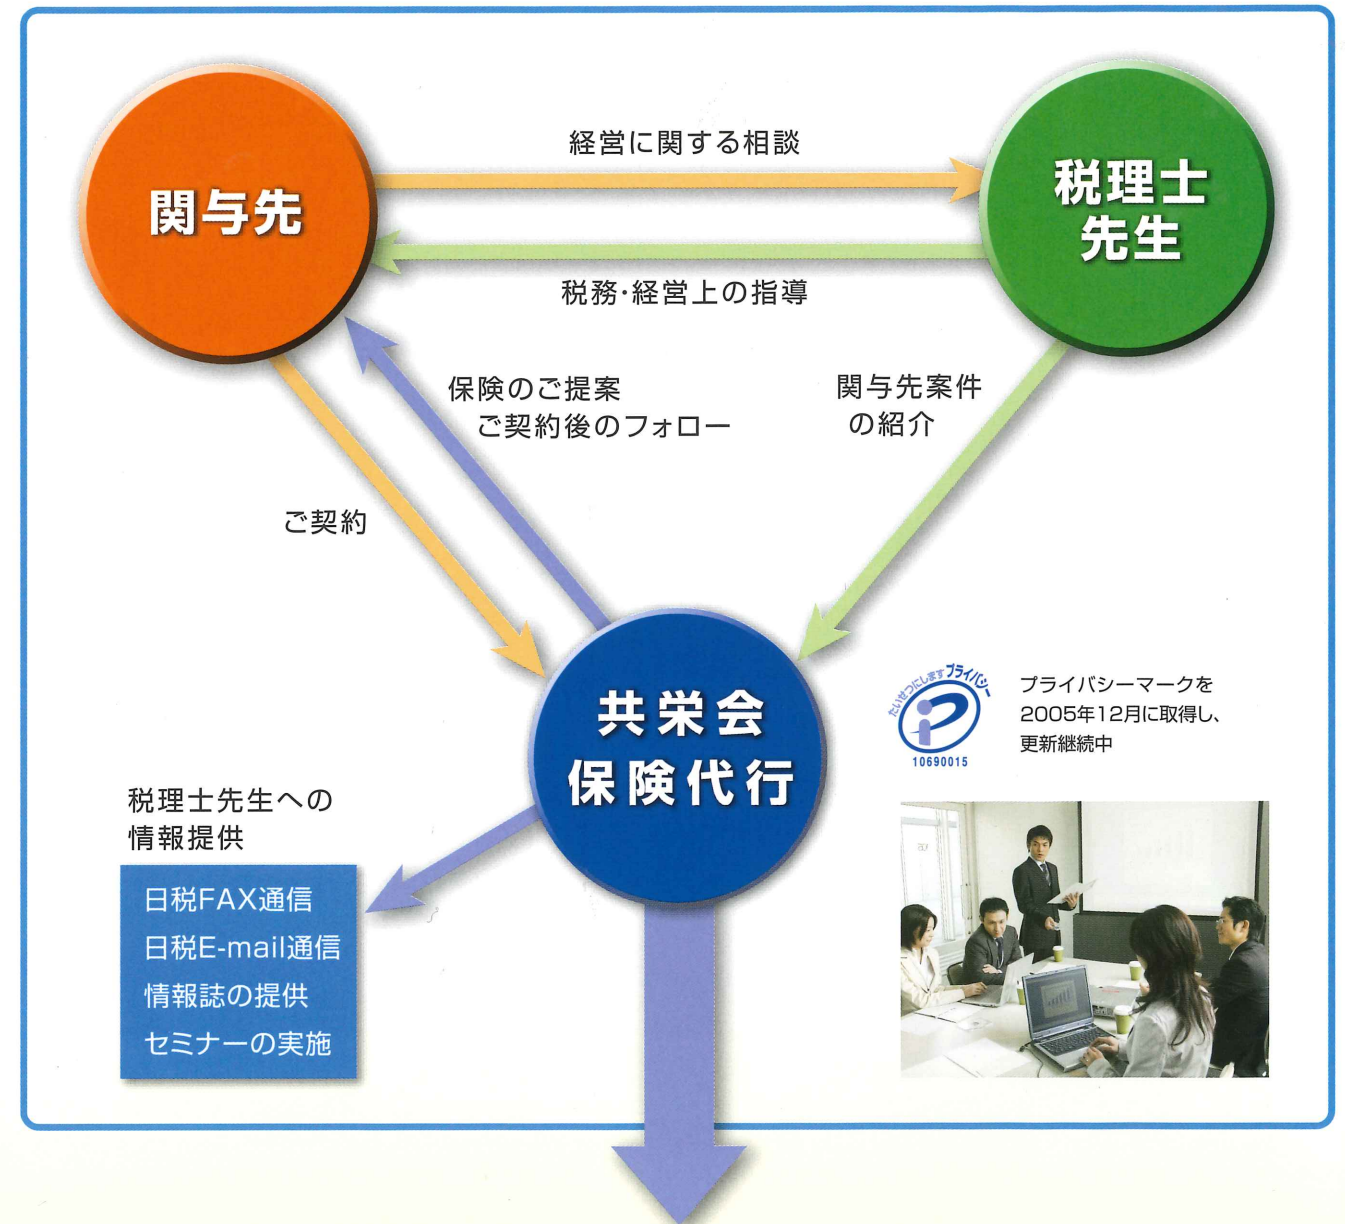 経営に関する相談
関与先
税理士
先生
税務・経営上の指導
保険のご提案
ご契約後のフォロー
関与先案件
の紹介
ご契約
共栄会
保険代行
たいせつにしますプライバシー
10690015
プライバシーマークを
2005年12月に取得し、
更新継続中
税理士先生への
情報提供
日税FAX通信
日税E-mail通信
情報誌の提供
セミナーの実施